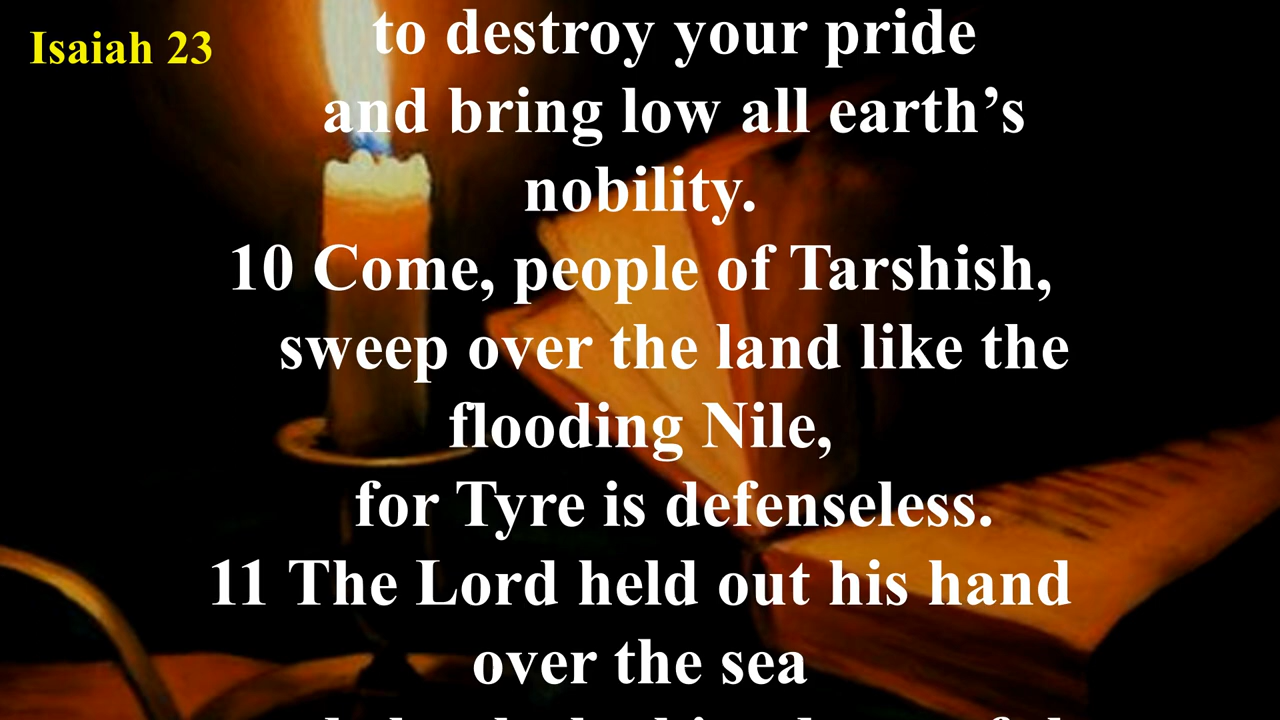 Isaiah 23
to destroy your pride
and bring low all earth’s
nobility.
10 Come, people of Tarshish,
sweep over the land like the
flooding Nile,
for Tyre is defenseless.
11 The Lord held out his hand
over the sea